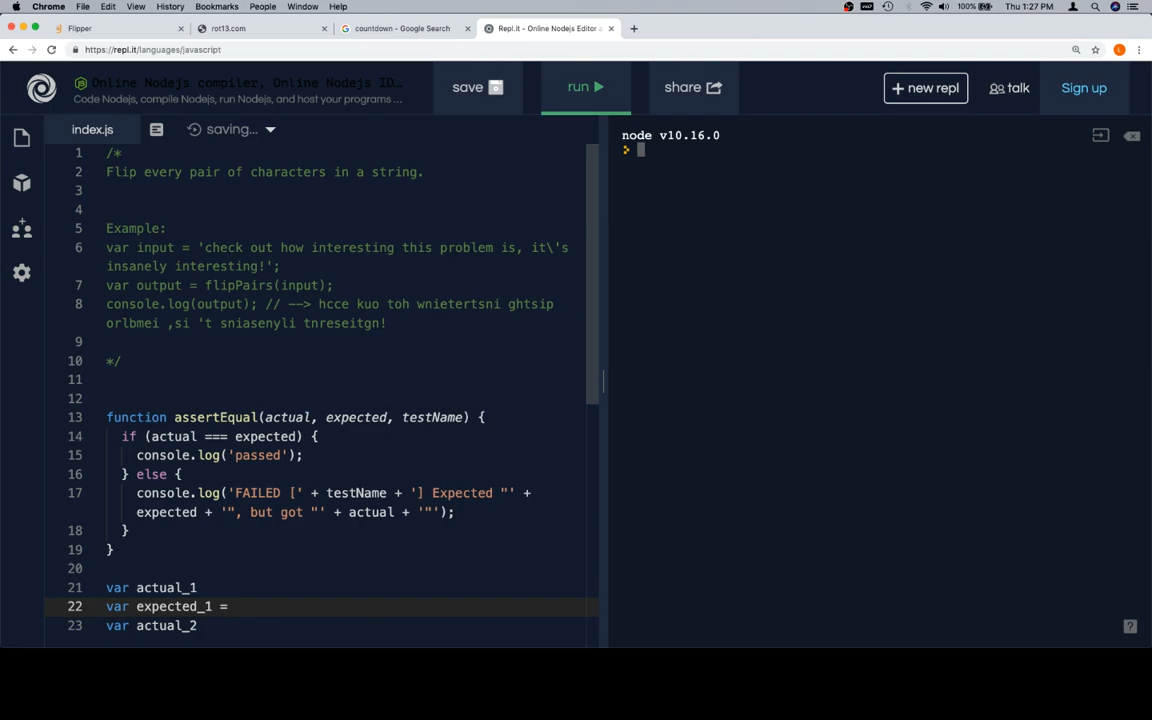 Chrome File Edit View History Bookmarks People Window Help 100% Thu 1:27 PM
Flipper rot13.com countdown - Google Search Repl.it - Online Nodejs Editor
https://repl.it/languages/javascript
Online Nodejs compiler, Online Nodejs ID...
Code Nodejs, compile Nodejs, run Nodejs, and host your programs ...
save run share + new repl talk Sign up
index.js saving...
node v10.16.0
1 /*
2 Flip every pair of characters in a string.
3
4
5 Example:
6 var input = 'check out how interesting this problem is, it\'s
insanely interesting!';
7 var output = flipPairs(input);
8 console.log(output); // --> hcce kuo toh wnietertsni ghtsip
orlbmei ,si 't sniasenyli tnreseitgn!
9
10 */
11
12
13 function assertEqual(actual, expected, testName) {
14 if (actual === expected) {
15 console.log('passed');
16 } else {
17 console.log('FAILED [' + testName + '] Expected "' +
expected + '", but got "' + actual + '"');
18 }
19 }
20
21 var actual_1
22 var expected_1 =
23 var actual_2
?